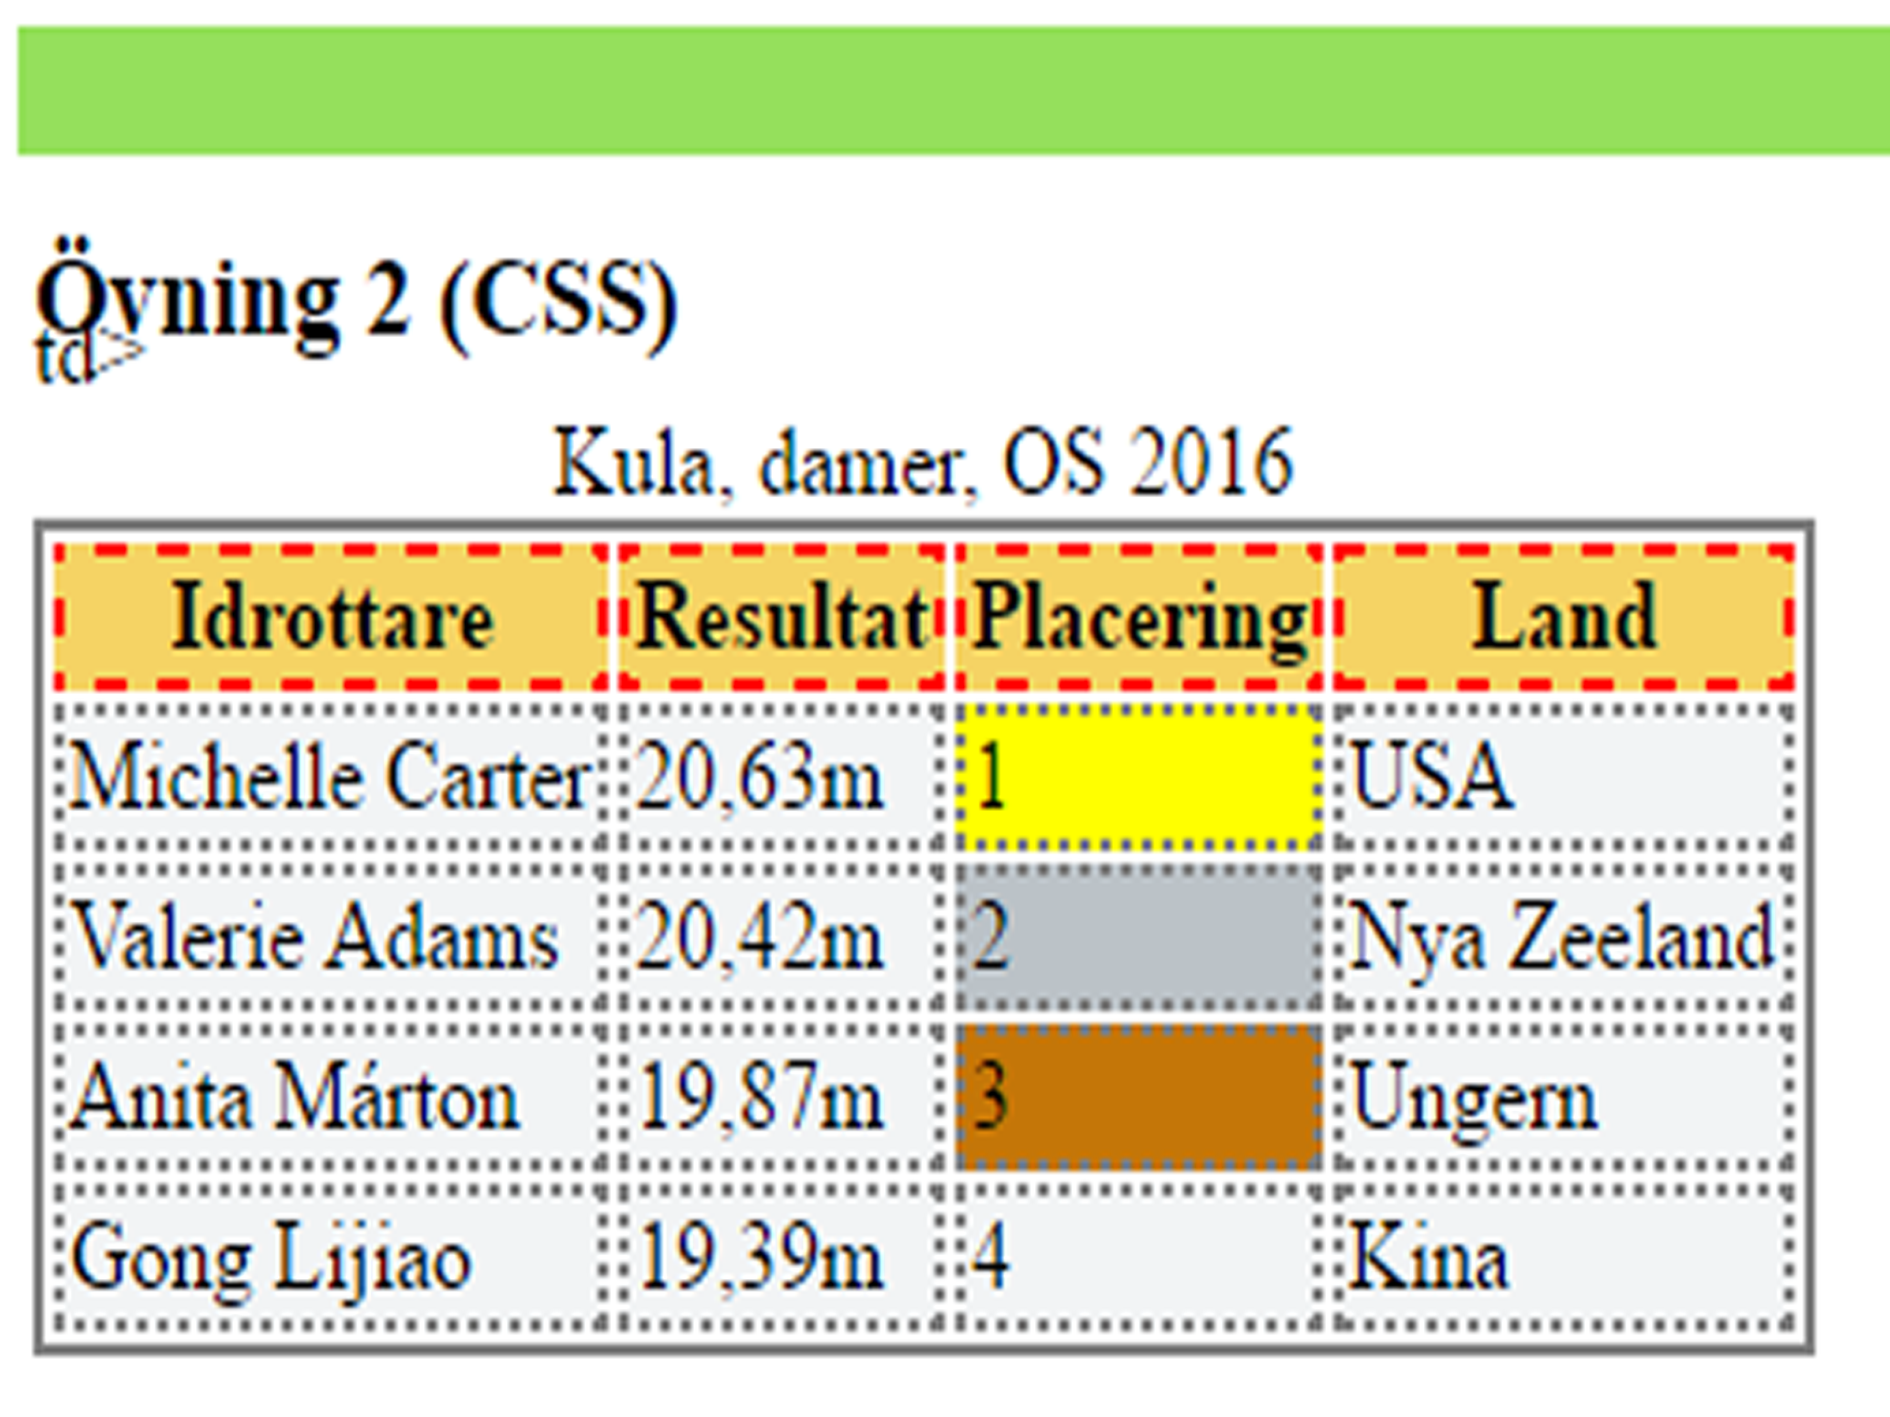 Övning 2 (CSS)
td>
Kula, damer, OS 2016
Idrottare Resultat Placering Land
Michelle Carter 20,63m 1 USA
Valerie Adams 20,42m 2 Nya Zeeland
Anita Márton 19,87m 3 Ungern
Gong Lijiao 19,39m 4 Kina